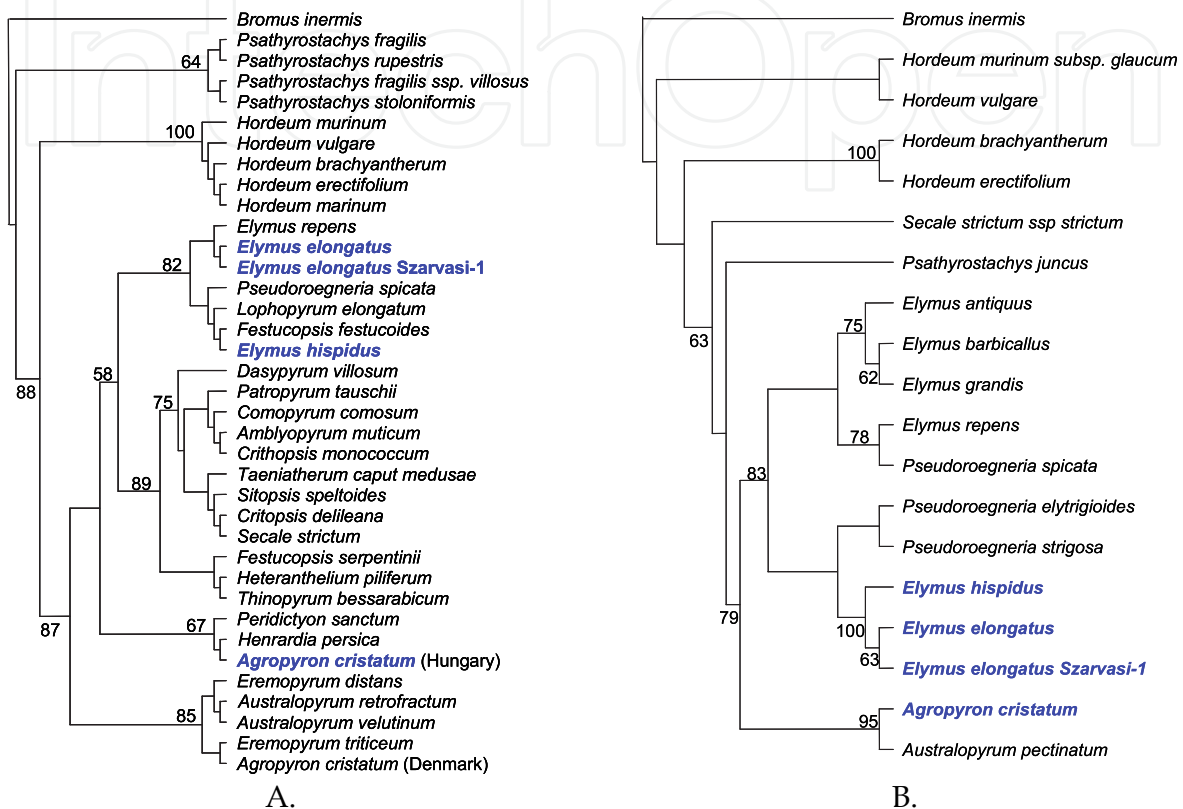 IntechOpen
Bromus inermis
Psathyrostachys fragilis
64
Psathyrostachys rupestris
Psathyrostachys fragilis ssp. villosus
Psathyrostachys stoloniformis
Hordeum murinum
100
Hordeum vulgare
Hordeum brachyantherum
Hordeum erectifolium
Hordeum marinum
Elymus repens
Elymus elongatus
82
Elymus elongatus Szarvasi-1
Pseudoroegneria spicata
Lophopyrum elongatum
Festucopsis festucoides
Elymus hispidus
Dasypyrum villosum
58
88
Patropyrum tauschii
75
Comopyrum comosum
Amblyopyrum muticum
Crithopsis monococcum
Taeniatherum caput medusae
89
Sitopsis speltoides
Critopsis delileana
Secale strictum
Festucopsis serpentinii
Heteranthelium piliferum
Thinopyrum bessarabicum
Peridictyon sanctum
87
67
Henrardia persica
Agropyron cristatum (Hungary)
Eremopyrum distans
Australopyrum retrofractum
85
Australopyrum velutinum
Eremopyrum triticeum
Agropyron cristatum (Denmark)
A.
Bromus inermis
Hordeum murinum subsp. glaucum
Hordeum vulgare
Hordeum brachyantherum
100
Hordeum erectifolium
Secale strictum ssp strictum
Psathyrostachys juncus
Elymus antiquus
75
63
Elymus barbicallus
62
Elymus grandis
Elymus repens
78
Pseudoroegneria spicata
83
Pseudoroegneria elytrigioides
Pseudoroegneria strigosa
Elymus hispidus
79
100
Elymus elongatus
63
Elymus elongatus Szarvasi-1
Agropyron cristatum
95
Australopyrum pectinatum
B.